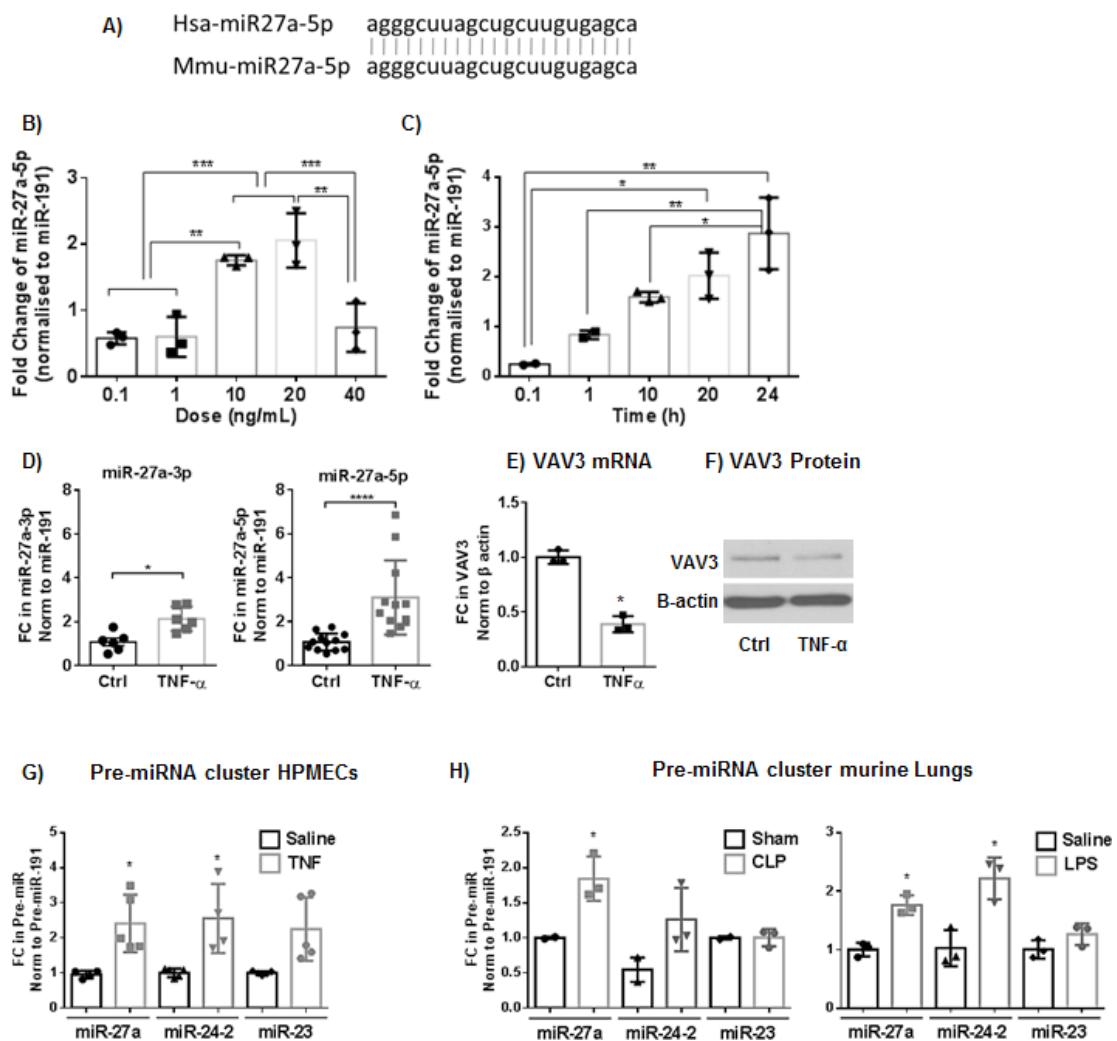 A)
Hsa-miR27a-5p agggcuuagcugcuugugagca
Mmu-miR27a-5p agggcuuagcugcuugugagca
B)
Fold Change of miR-27a-5p
(normalised to miR-191)
3
2
1
0
***
***
**
**
0.1 1 10 20 40
Dose (ng/mL)
C)
Fold Change of miR-27a-5p
(normalised to miR-191)
4
3
2
1
0
**
*
**
*
0.1 1 10 20 24
Time (h)
D)
miR-27a-3p
FC in miR-27a-3p
Norm to miR-191
8
6
4
2
0
*
Ctrl TNF-α
miR-27a-5p
FC in miR-27a-5p
Norm to miR-191
8
6
4
2
0
****
Ctrl TNF-α
E) VAV3 mRNA
FC in VAV3
Norm to β actin
1.5
1.0
0.5
0.0
*
Ctrl TNFα
F) VAV3 Protein
VAV3
B-actin
Ctrl TNF-α
G) Pre-miRNA cluster HPMECs
FC in Pre-miR
Norm to Pre-miR-191
5
4
3
2
1
0
* *
Saline
TNF
miR-27a miR-24-2 miR-23
H) Pre-miRNA cluster murine Lungs
FC in Pre-miR
Norm to Pre-miR-191
2.5
2.0
1.5
1.0
0.5
0.0
*
Sham
CLP
miR-27a miR-24-2 miR-23
3
2
1
0
* *
Saline
LPS
miR-27a miR-24-2 miR-23